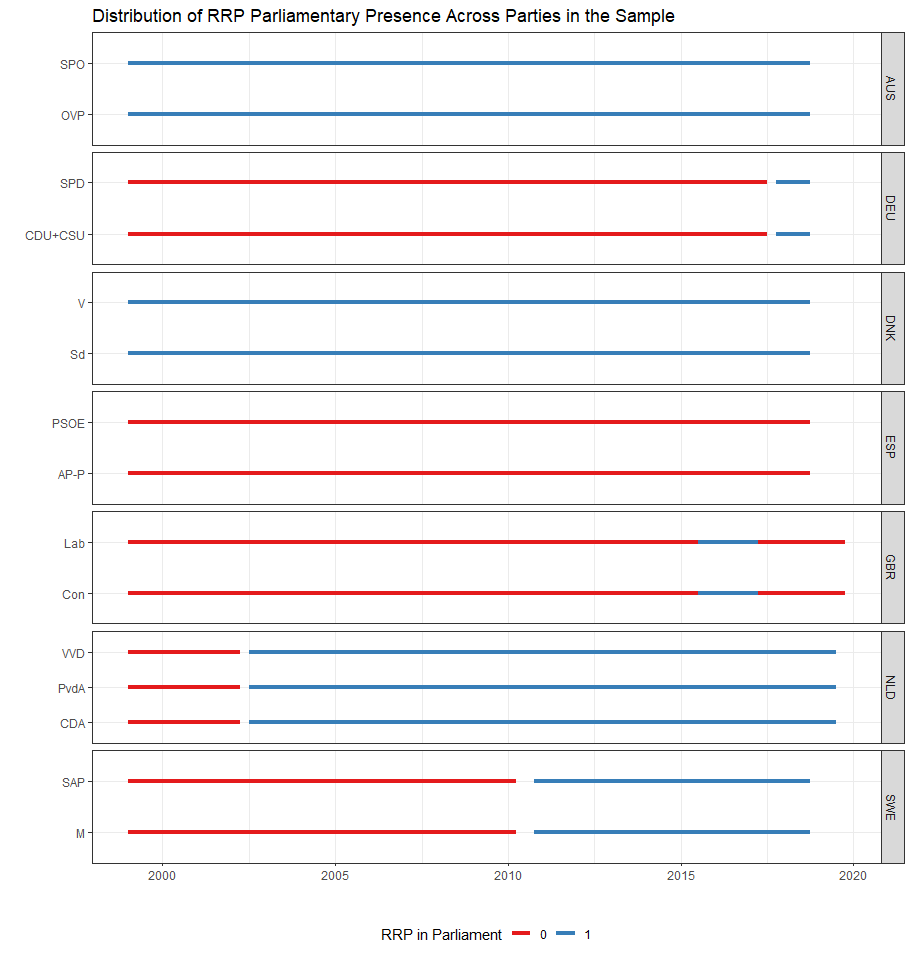 Distribution of RRP Parliamentary Presence Across Parties in the Sample
SPO
OVP
AUS
SPD
CDU+CSU
DEU
V
Sd
DNK
PSOE
AP-P
ESP
Lab
Con
GBR
VVD
PvdA
CDA
NLD
SAP
M
SWE
2000 2005 2010 2015 2020
RRP in Parliament 0 1